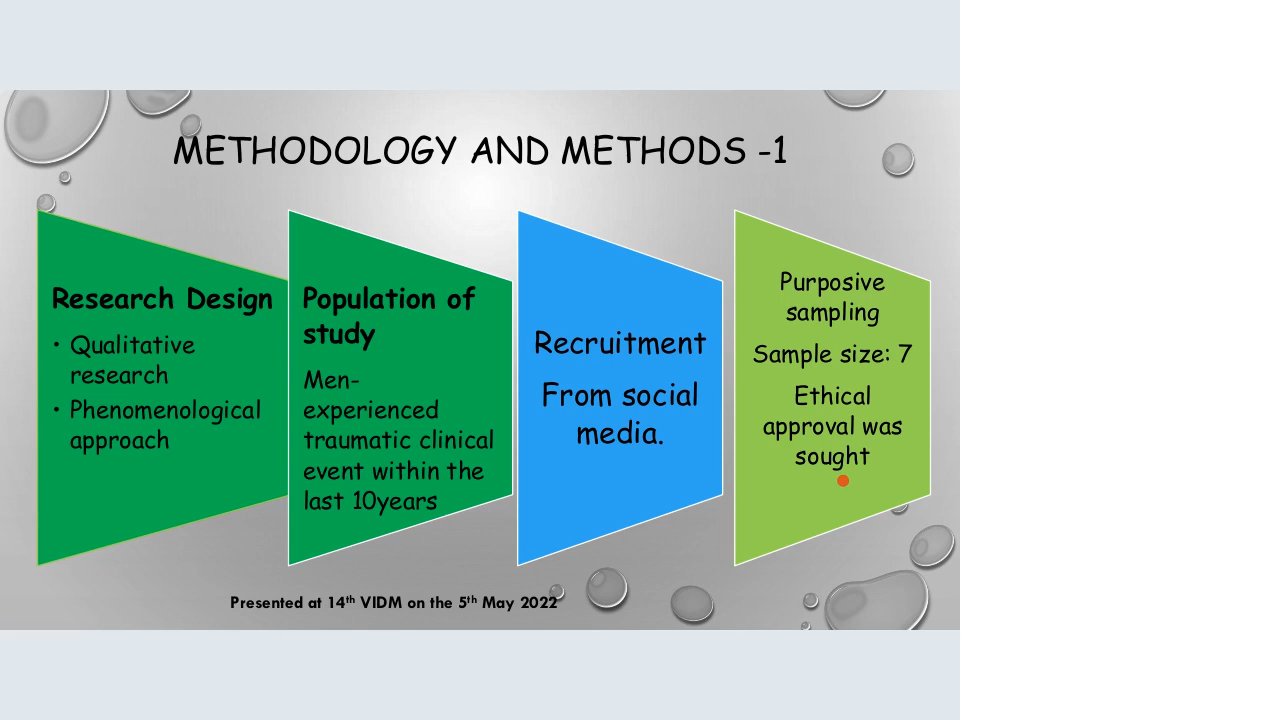 METHODOLOGY AND METHODS -1
Research Design
• Qualitative
research
• Phenomenological
approach
Population of
study
Men-
experienced
traumatic clinical
event within the
last 10years
Recruitment
From social
media.
Purposive
sampling
Sample size: 7
Ethical
approval was
sought
Presented at 14th VIDM on the 5th May 2022